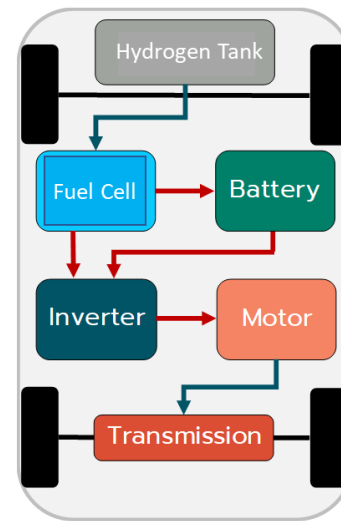 Hydrogen Tank
Fuel Cell
Battery
Inverter
Motor
Transmission